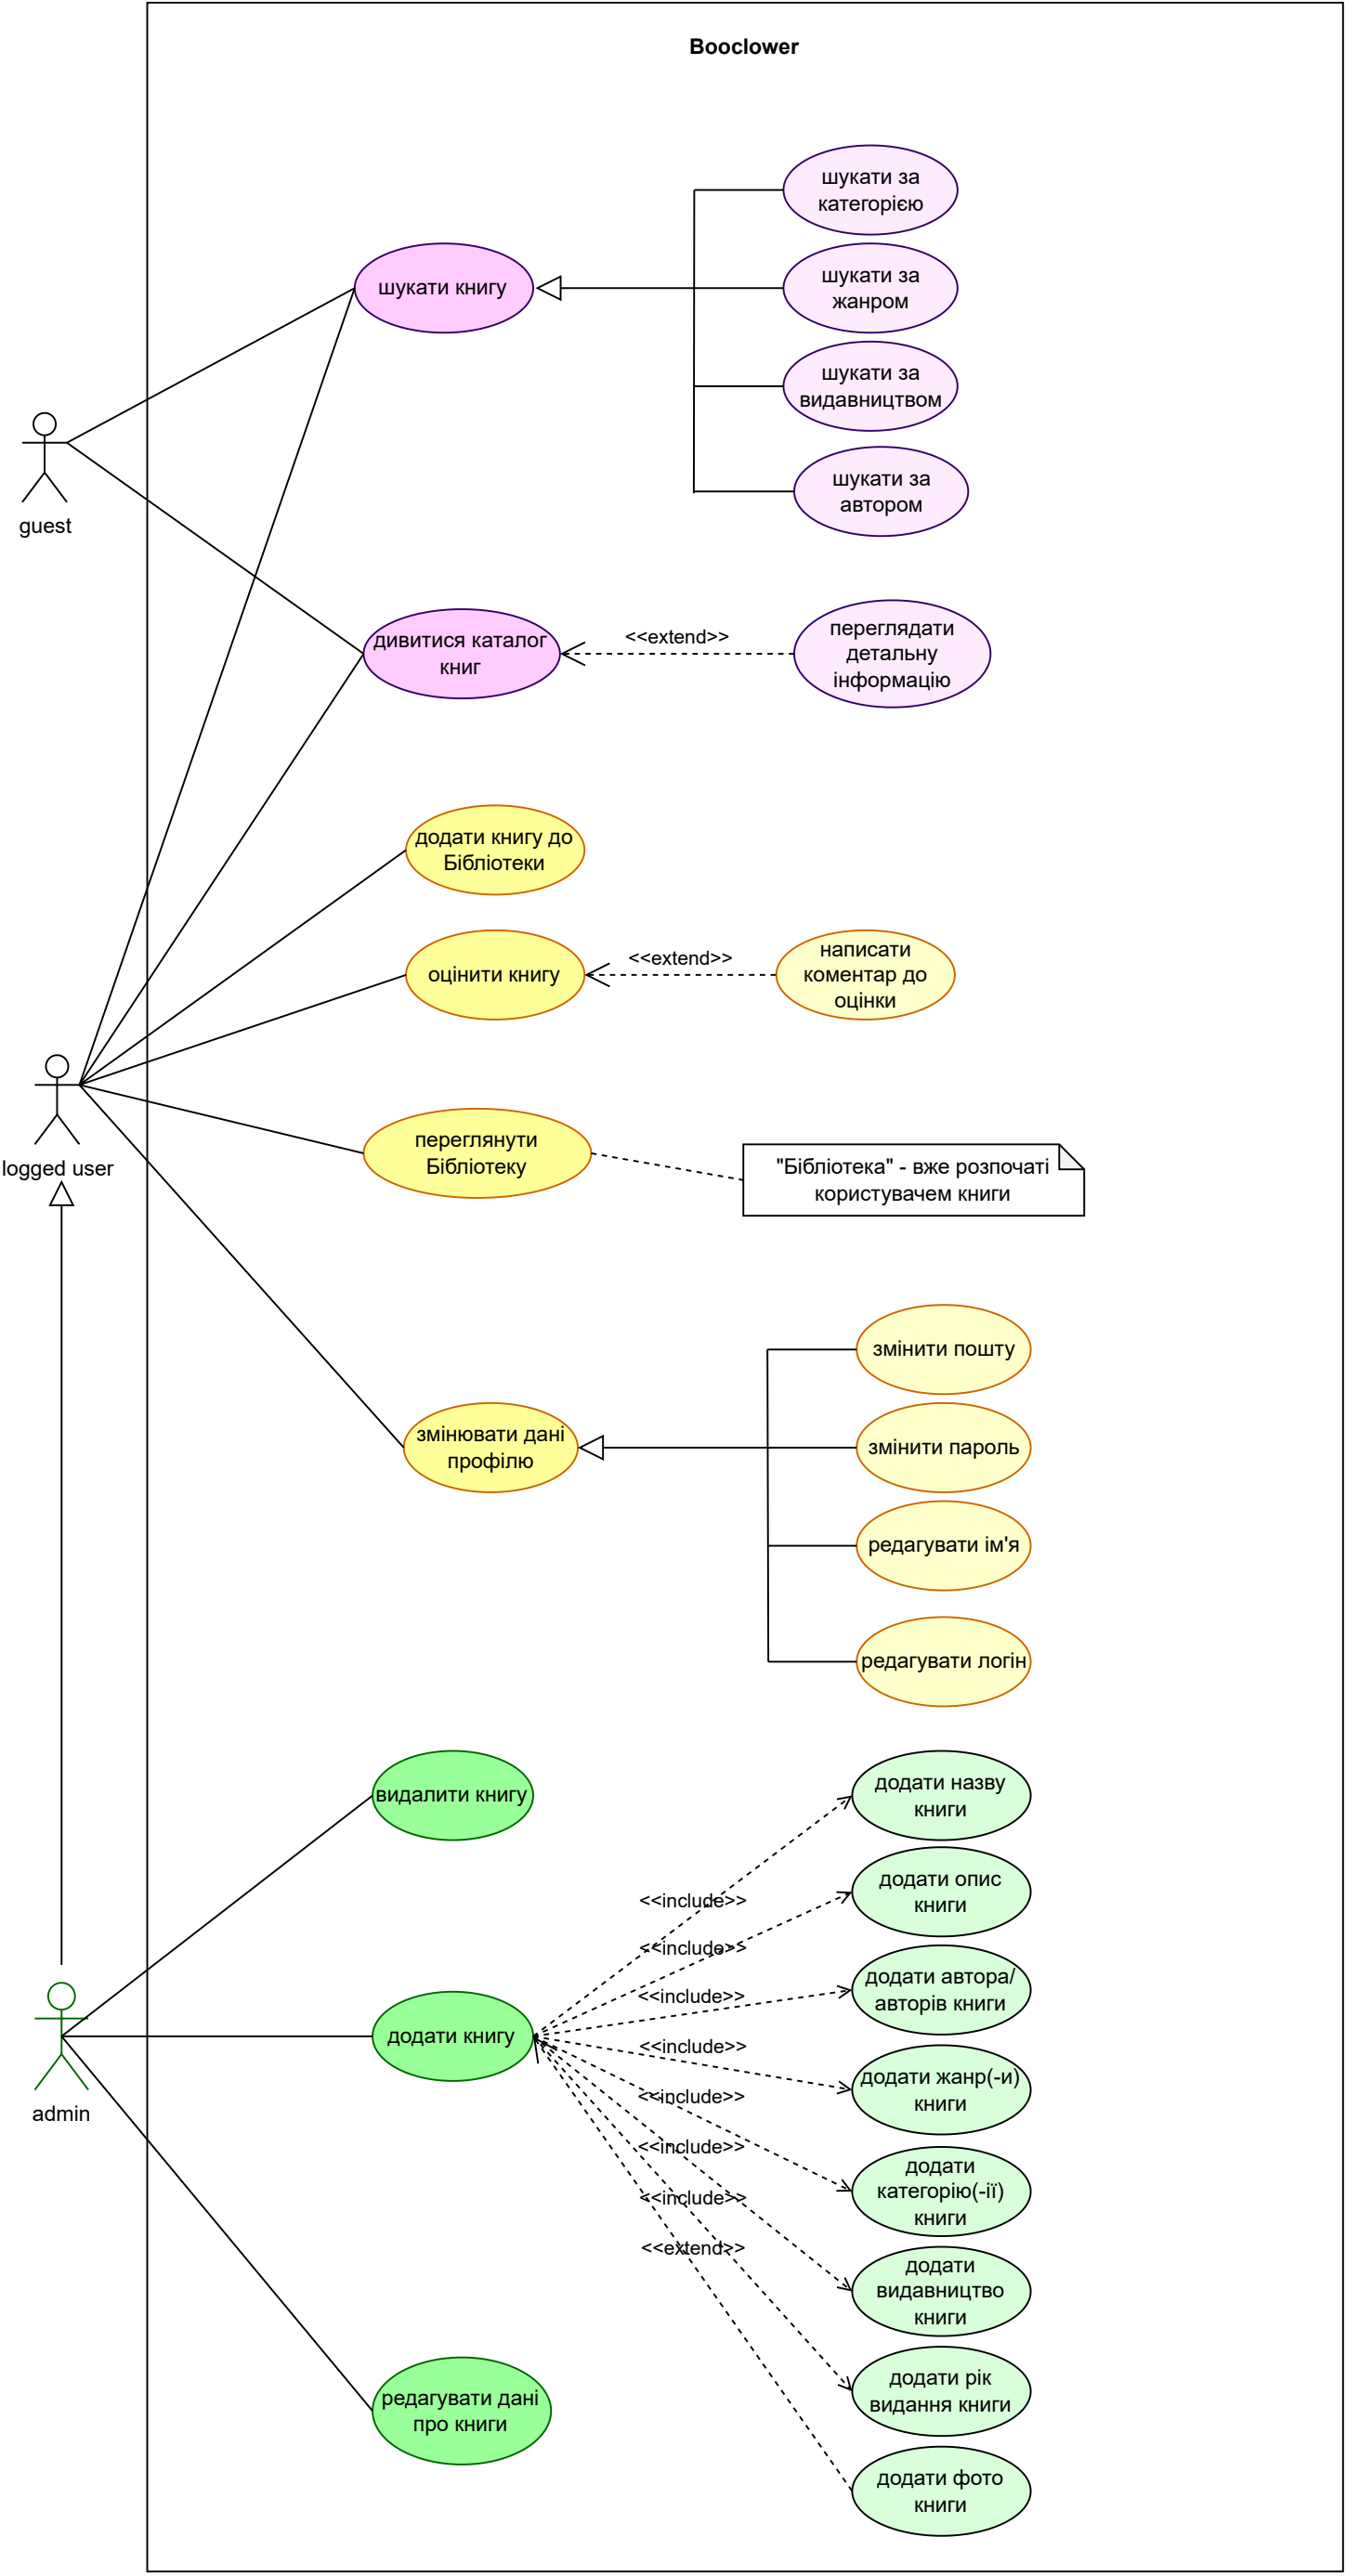 Booclower
шукати за
категорією
шукати книгу
шукати за
жанром
шукати за
видавництвом
шукати за
автором
guest
дивитися каталог
книг
<<extend>>
переглядати
детальну
інформацію
додати книгу до
Бібліотеки
оцінити книгу
<<extend>>
написати
коментар до
оцінки
logged user
переглянути
Бібліотеку
"Бібліотека" - вже розпочаті
користувачем книги
змінити пошту
змінювати дані
профілю
змінити пароль
редагувати ім'я
редагувати логін
видалити книгу
додати назву
книги
<<include>>
додати опис
книги
<<include>>
додати автора/
авторів книги
<<include>>
додати книгу
<<include>>
додати жанр(-и)
книги
admin
<<include>>
<<include>>
додати
категорію(-ії)
книги
<<include>>
<<extend>>
додати
видавництво
книги
додати рік
видання книги
редагувати дані
про книги
додати фото
книги